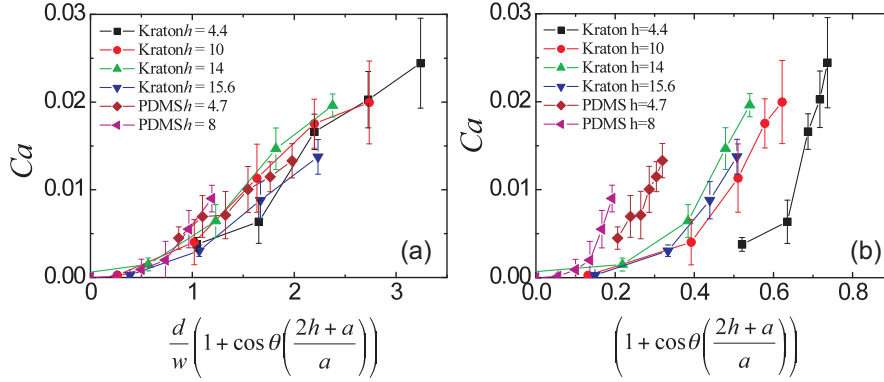 0.03
0.02
0.01
0.00
Ca
Kraton h = 4.4
Kraton h = 10
Kraton h = 14
Kraton h = 15.6
PDMS h = 4.7
PDMS h = 8
(a)
0 1 2 3
d/w (1 + cos θ ((2h + a)/a))
0.03
0.02
0.01
0.00
Ca
Kraton h=4.4
Kraton h=10
Kraton h=14
Kraton h=15.6
PDMS h=4.7
PDMS h=8
(b)
0.0 0.2 0.4 0.6 0.8
(1 + cos θ ((2h + a)/a))